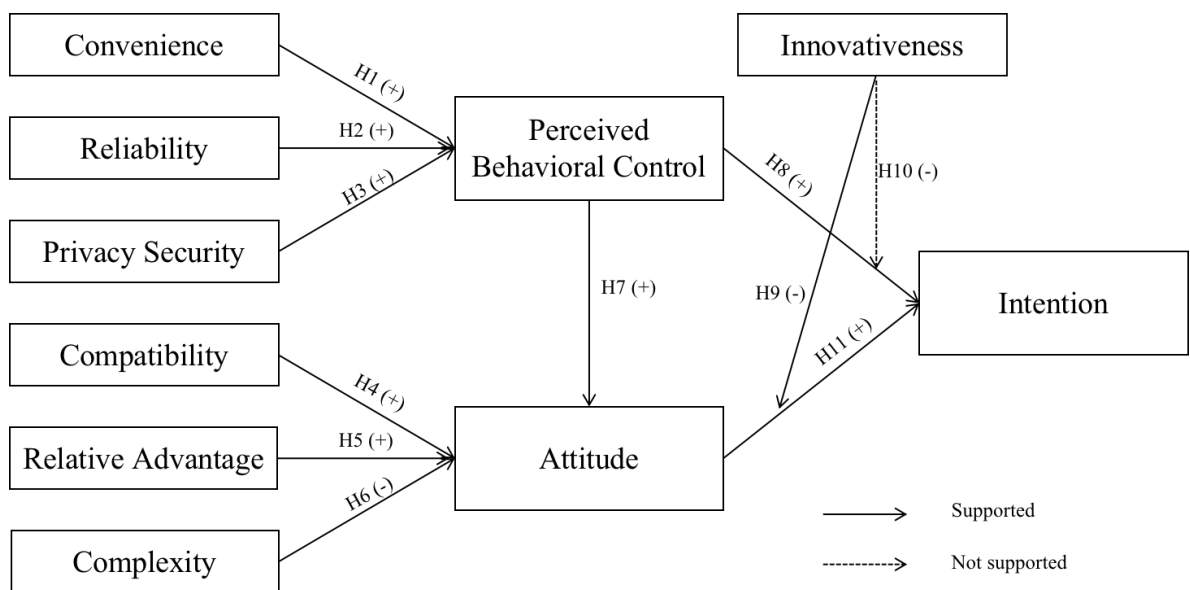 Convenience
Innovativeness
H1 (+)
Perceived
Behavioral Control
H2 (+)
Reliability
H3 (+)
H8 (+)
H10 (-)
Privacy Security
H7 (+)
H9 (-)
Intention
Compatibility
H4 (+)
H11 (+)
H5 (+)
Relative Advantage
Attitude
H6 (-)
Supported
Complexity
Not supported